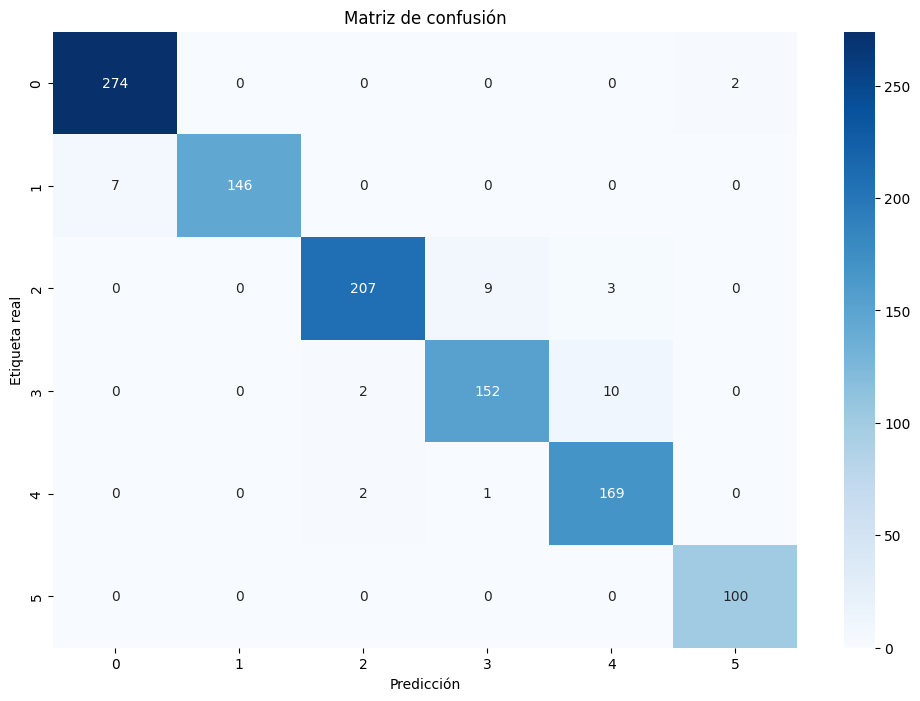 Matriz de confusión
0 274 0 0 0 0 2
1 7 146 0 0 0 0
2 0 0 207 9 3 0
3 0 0 2 152 10 0
4 0 0 2 1 169 0
5 0 0 0 0 0 100
0 1 2 3 4 5
Predicción
Etiqueta real
250
200
150
100
50
0